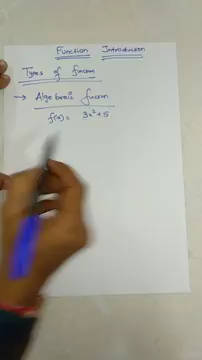 Function Introduction
Types of function
→ Algebraic function
f(x) = 3x² + 5